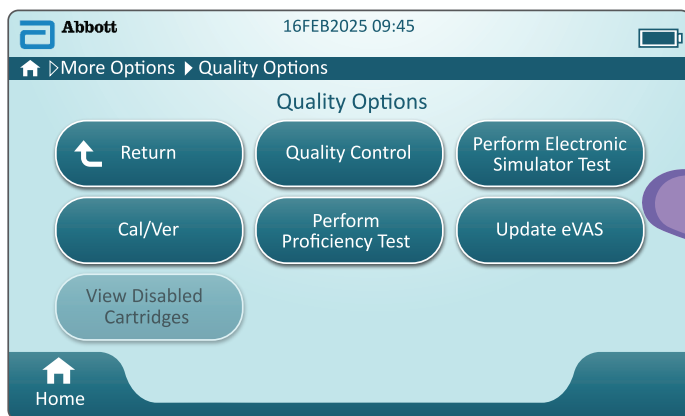 Abbott
16FEB2025 09:45
More Options Quality Options
Quality Options
Return
Quality Control
Perform Electronic
Simulator Test
Cal/Ver
Perform
Proficiency Test
Update eVAS
View Disabled
Cartridges
Home